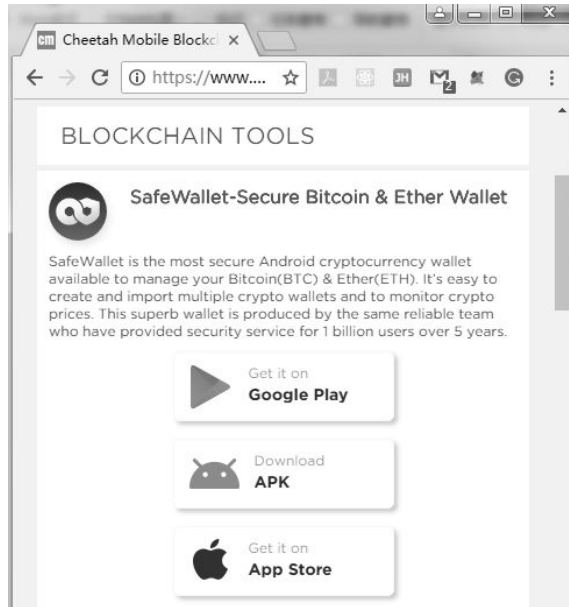 cm Cheetah Mobile Blockc
https://www....
JH
2
G
BLOCKCHAIN TOOLS
SafeWallet-Secure Bitcoin & Ether Wallet
SafeWallet is the most secure Android cryptocurrency wallet
available to manage your Bitcoin(BTC) & Ether(ETH). It's easy to
create and import multiple crypto wallets and to monitor crypto
prices. This superb wallet is produced by the same reliable team
who have provided security service for 1 billion users over 5 years.
Get it on
Google Play
Download
APK
Get it on
App Store